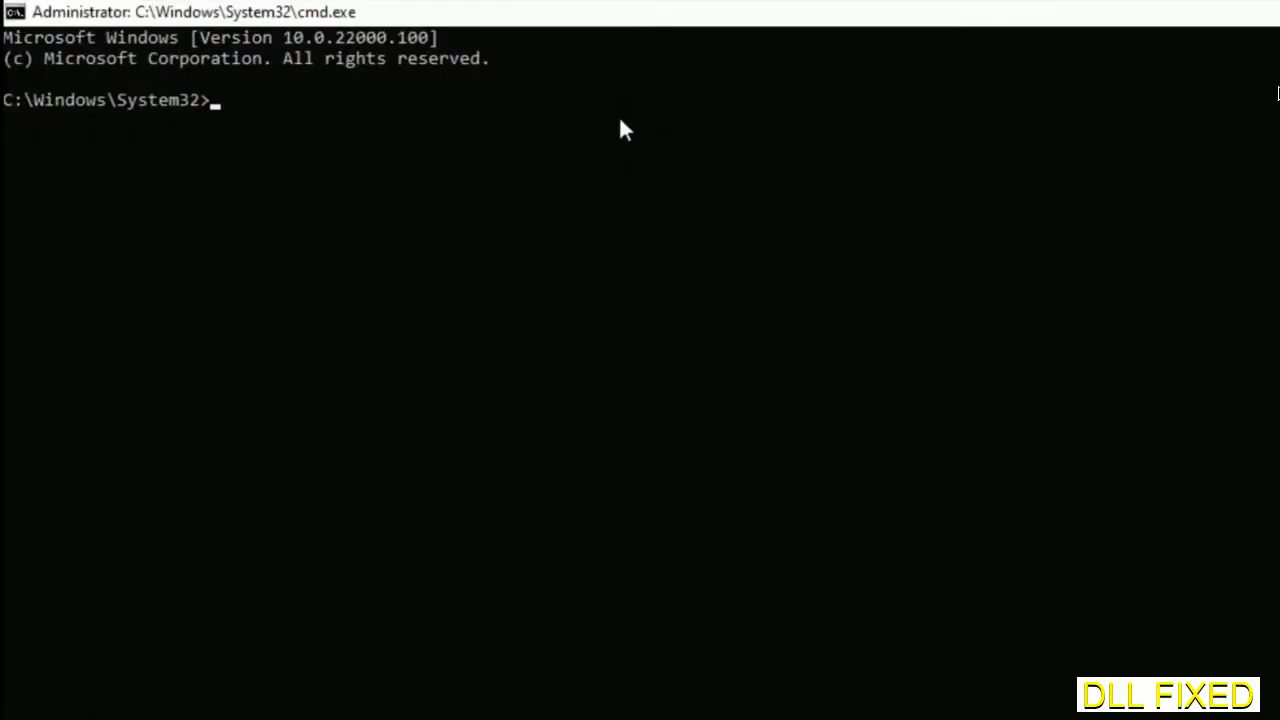 Administrator: C:\Windows\System32\cmd.exe
Microsoft Windows [Version 10.0.22000.100]
(c) Microsoft Corporation. All rights reserved.
C:\Windows\System32>
DLL FIXED